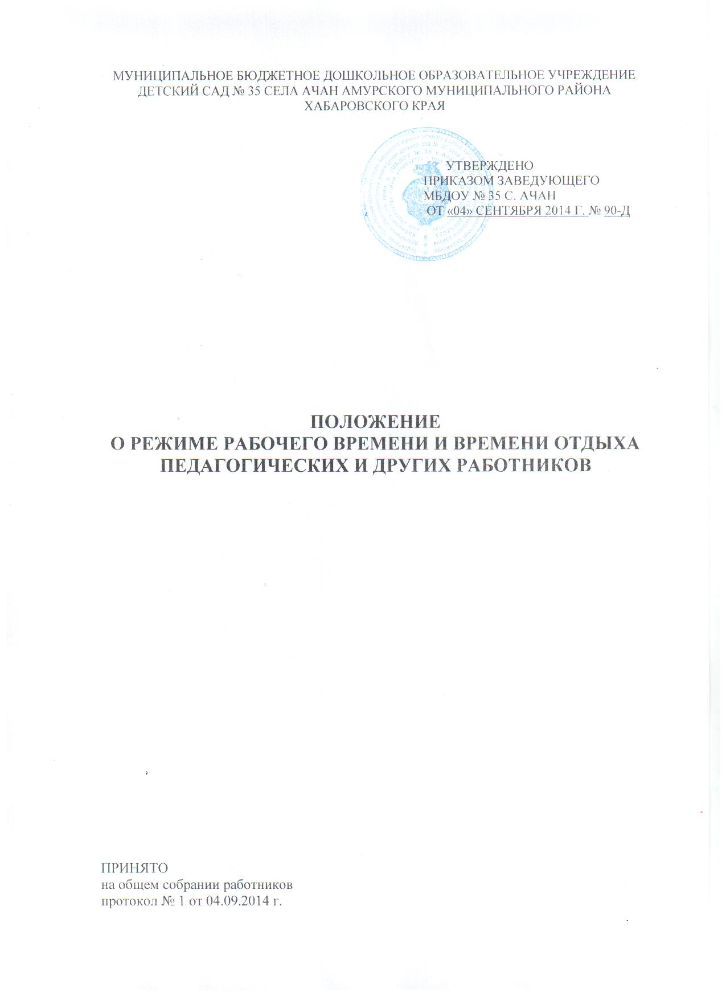 МУНИЦИПАЛЬНОЕ БЮДЖЕТНОЕ ДОШКОЛЬНОЕ ОБРАЗОВАТЕЛЬНОЕ УЧРЕЖДЕНИЕ
ДЕТСКИЙ САД № 35 СЕЛА АЧАН АМУРСКОГО МУНИЦИПАЛЬНОГО РАЙОНА
ХАБАРОВСКОГО КРАЯ
УТВЕРЖДЕНО
ПРИКАЗОМ ЗАВЕДУЮЩЕГО
МБДОУ № 35 С. АЧАН
ОТ «04» СЕНТЯБРЯ 2014 Г. № 90-Д
ПОЛОЖЕНИЕ
О РЕЖИМЕ РАБОЧЕГО ВРЕМЕНИ И ВРЕМЕНИ ОТДЫХА
ПЕДАГОГИЧЕСКИХ И ДРУГИХ РАБОТНИКОВ
ПРИНЯТО
на общем собрании работников
протокол № 1 от 04.09.2014 г.